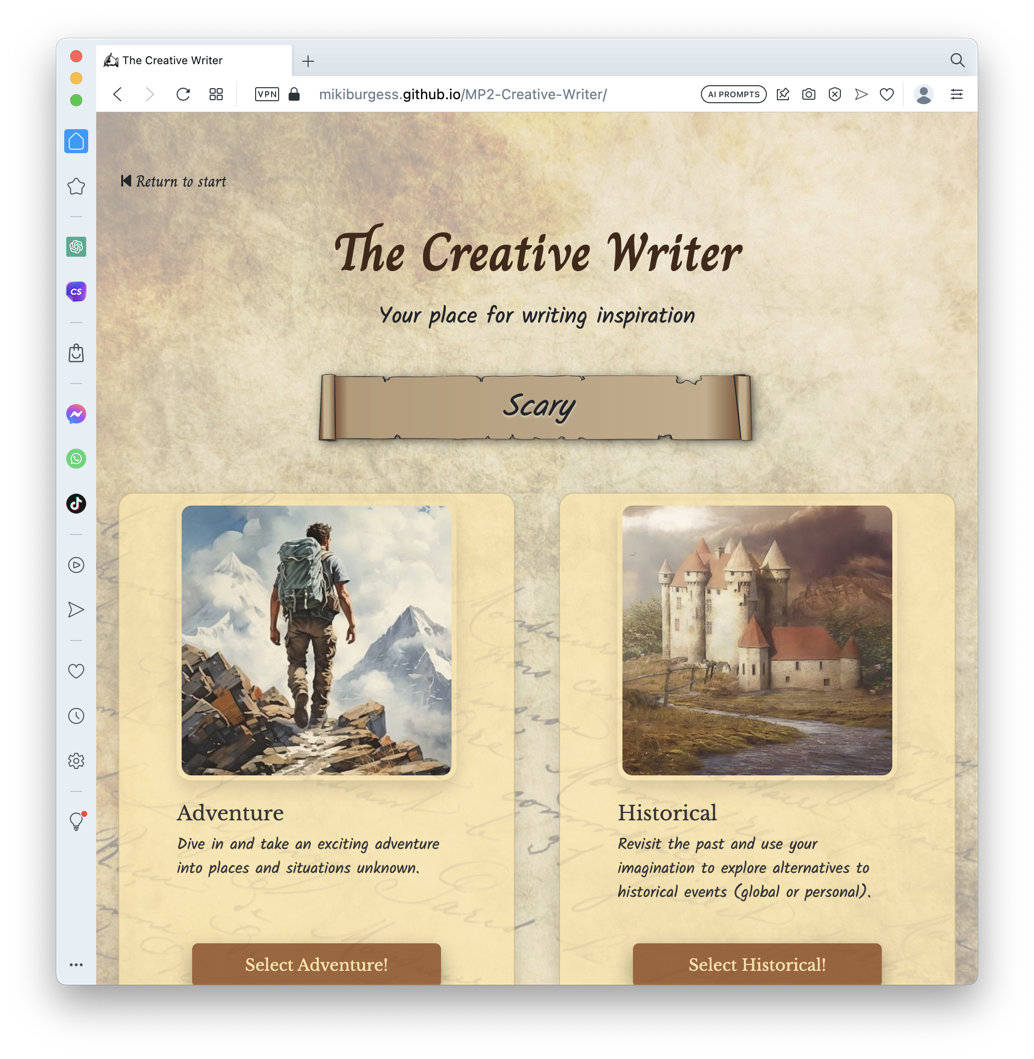 The Creative Writer
VPN
mikiburgess.github.io/MP2-Creative-Writer/
AI PROMPTS
CS
Return to start
The Creative Writer
Your place for writing inspiration
Scary
Adventure
Dive in and take an exciting adventure
into places and situations unknown.
Select Adventure!
Historical
Revisit the past and use your
imagination to explore alternatives to
historical events (global or personal).
Select Historical!